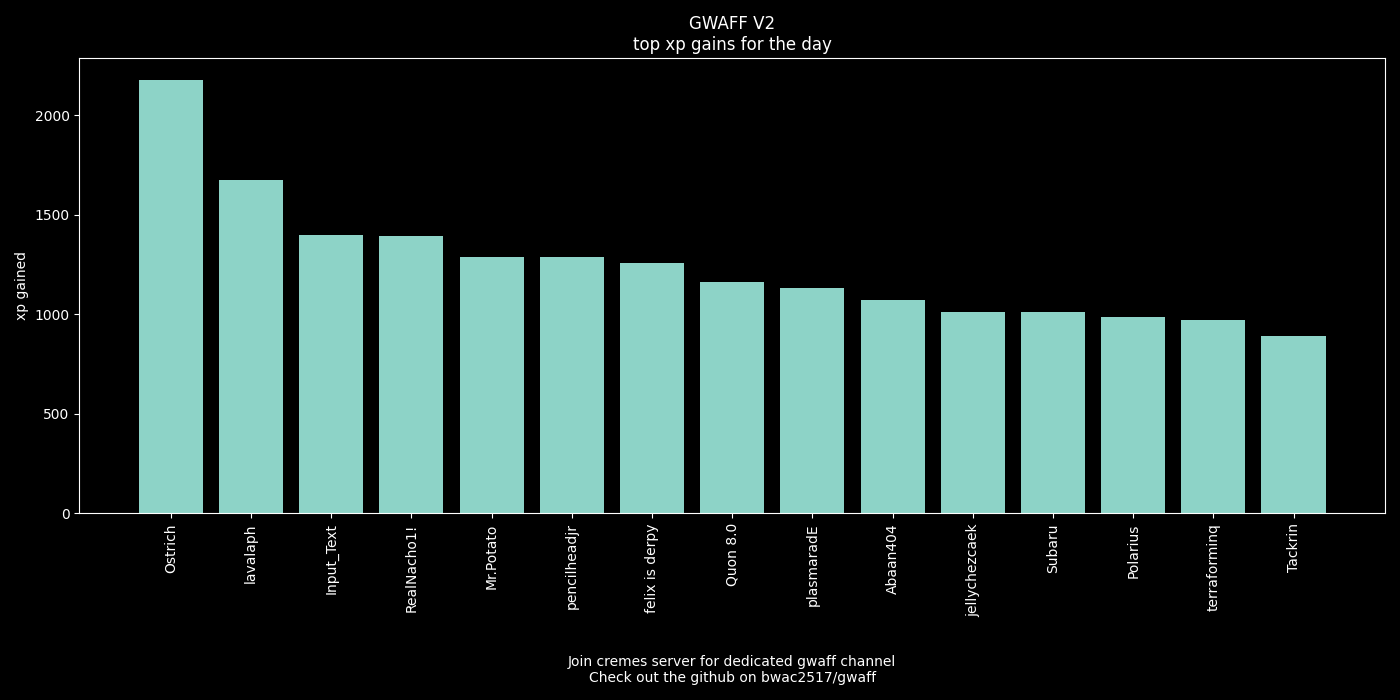 GWAFF V2
top xp gains for the day
xp gained
2000
1500
1000
500
0
Ostrich
lavalaph
Input_Text
RealNacho1!
Mr.Potato
pencilheadjr
felix is derpy
Quon 8.0
plasmaradE
Abaan404
jellychezcaek
Subaru
Polarius
terraforminq
Tackrin
Join cremes server for dedicated gwaff channel
Check out the github on bwac2517/gwaff